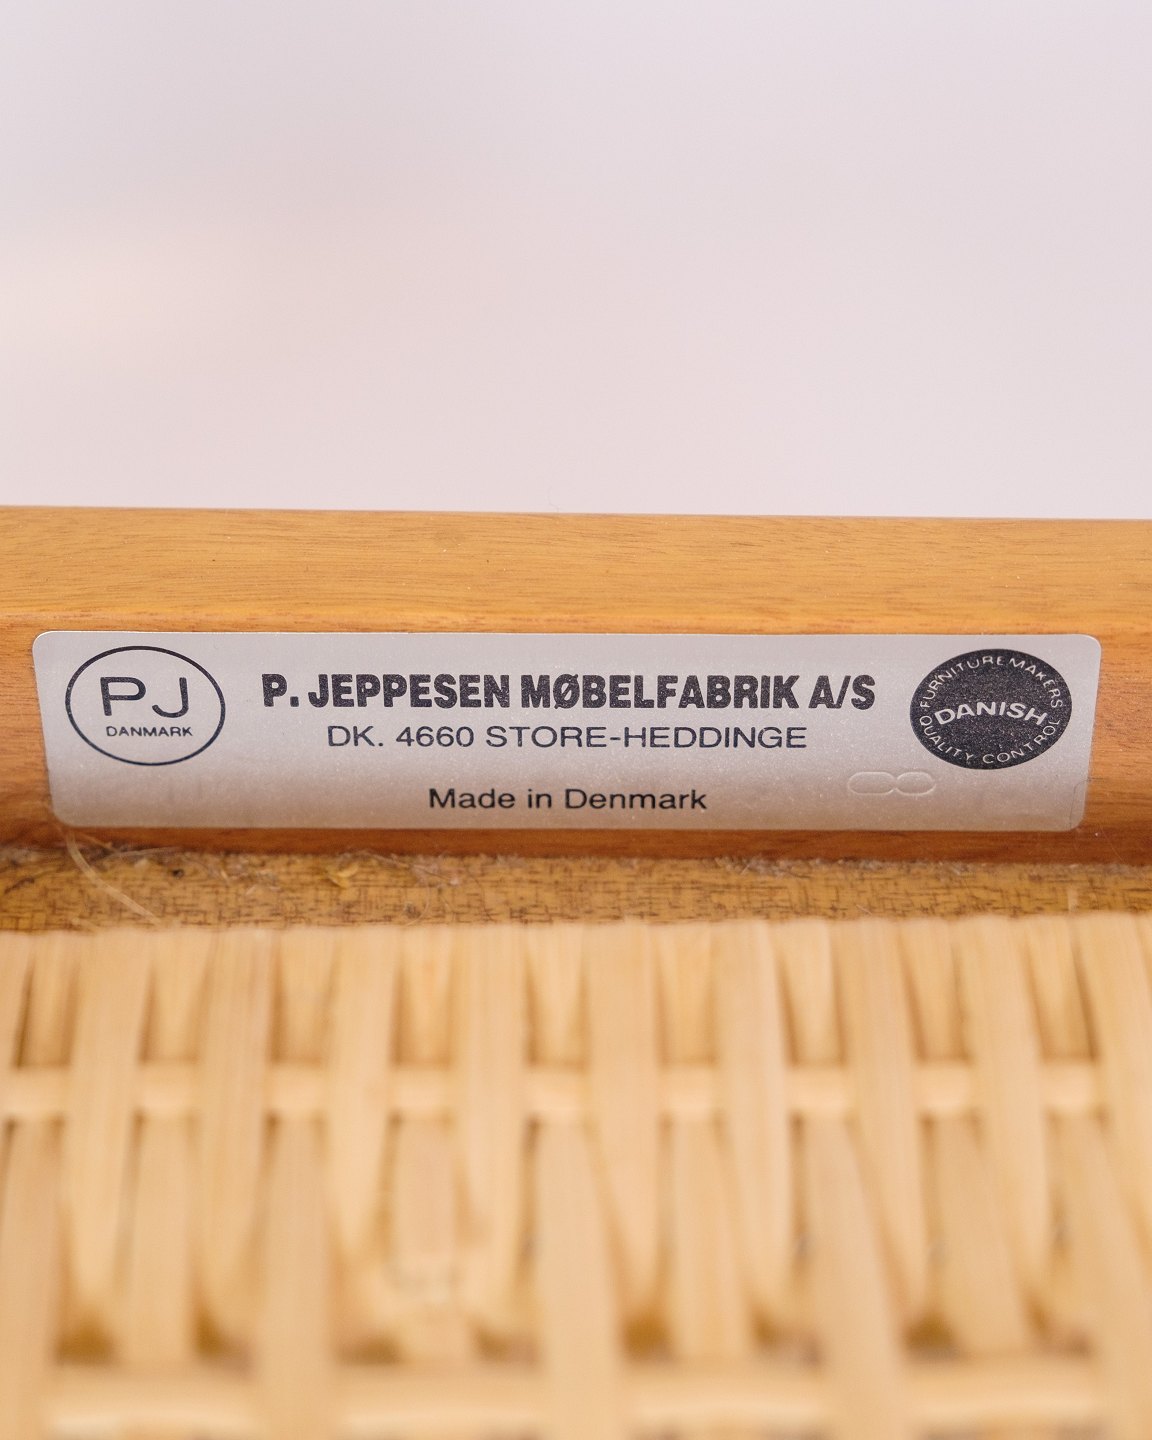 PJ
DANMARK
P. JEPPESEN MØBELFABRIK A/S
DK. 4660 STORE-HEDDINGE
Made in Denmark
FURNITUREMAKERS
DANISH
QUALITY CONTROL